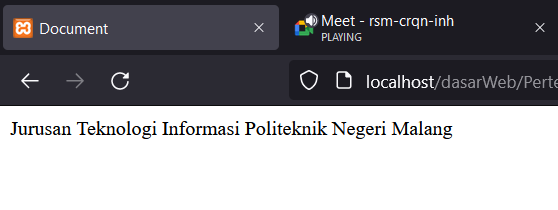 Document
Meet - rsm-crqn-inh
PLAYING
localhost/dasarWeb/Perte
Jurusan Teknologi Informasi Politeknik Negeri Malang